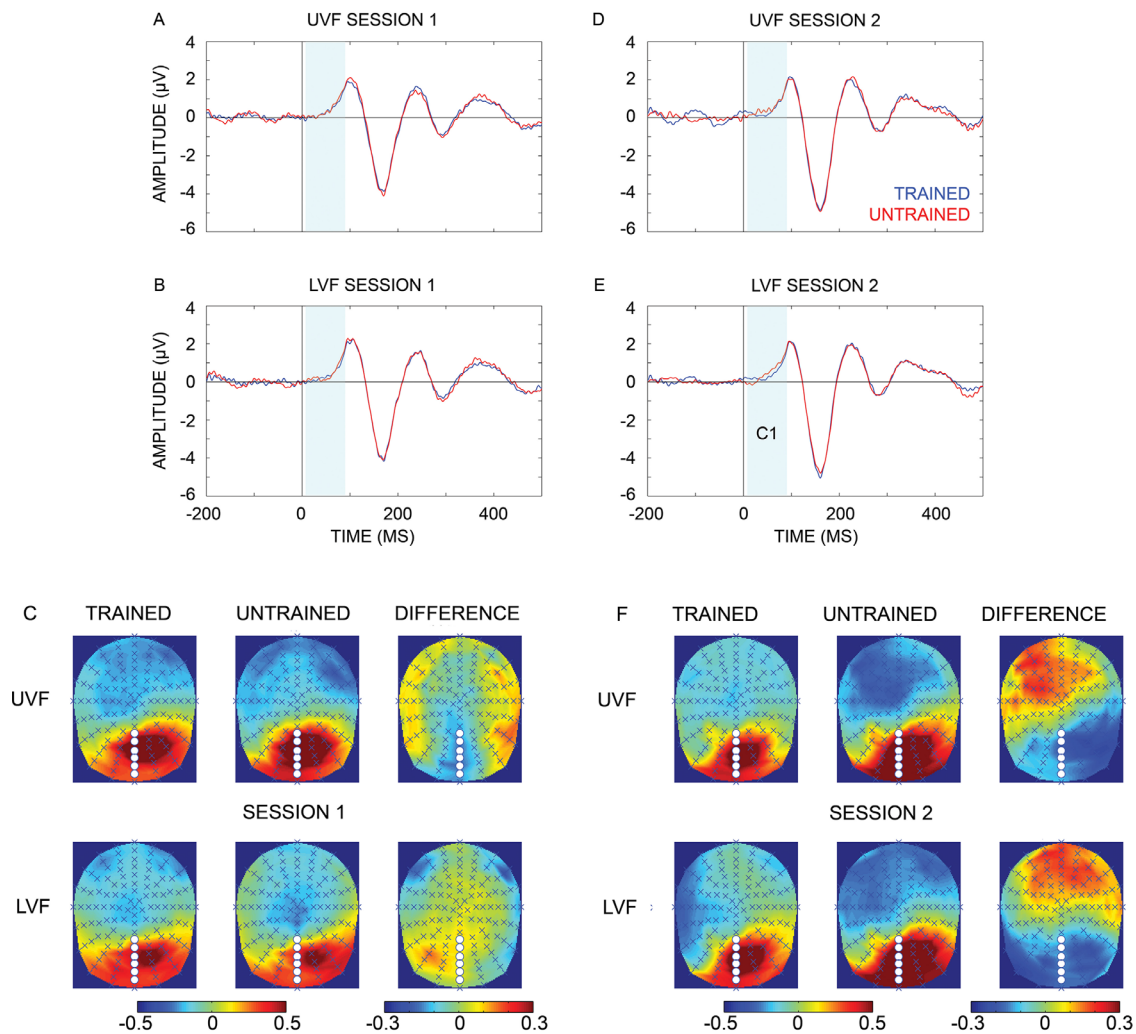 A
UVF SESSION 1
AMPLITUDE (µV)
4
2
0
-2
-4
-6
D
UVF SESSION 2
4
2
0
-2
-4
-6
TRAINED
UNTRAINED
B
LVF SESSION 1
AMPLITUDE (µV)
4
2
0
-2
-4
-6
-200 0 200 400
TIME (MS)
E
LVF SESSION 2
4
2
0
-2
-4
-6
C1
-200 0 200 400
TIME (MS)
C TRAINED UNTRAINED DIFFERENCE
UVF
SESSION 1
LVF
-0.5 0 0.5 -0.3 0 0.3
F TRAINED UNTRAINED DIFFERENCE
UVF
SESSION 2
LVF
-0.5 0 0.5 -0.3 0 0.3